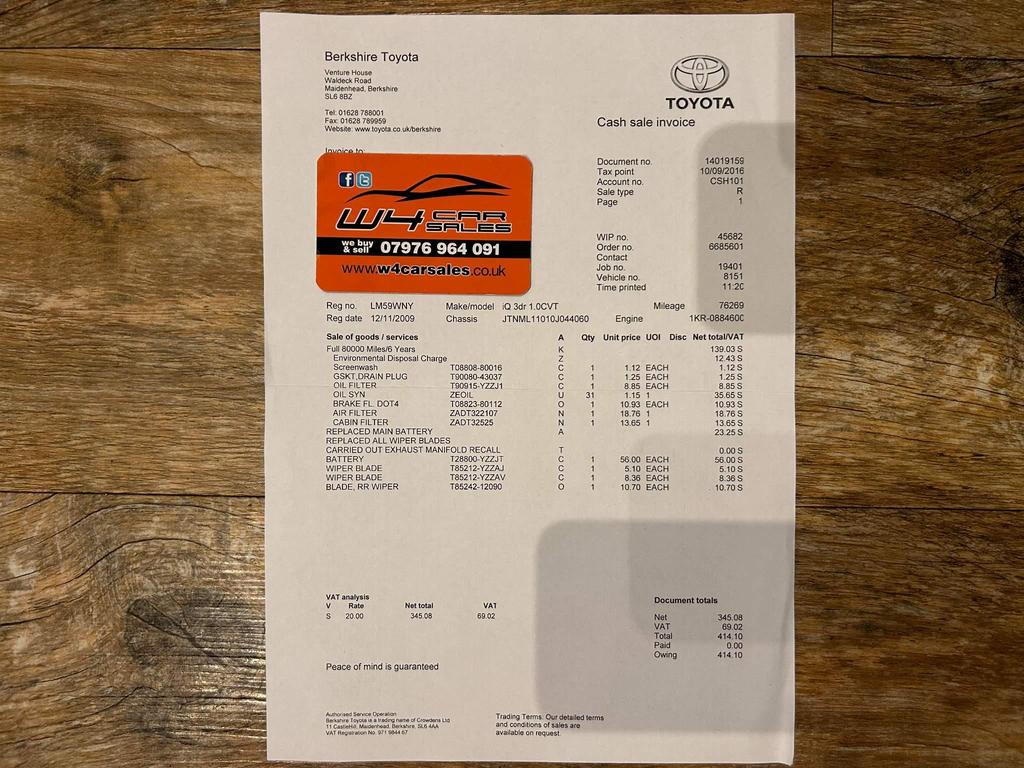 Berkshire Toyota
Venture House
Waldeck Road
Maidenhead, Berkshire
SL6 8BZ
Tel: 01628 788001
Fax: 01628 789959
Website: www.toyota.co.uk/berkshire
Invoice to:
TOYOTA
Cash sale invoice
Document no. 14019159
Tax point 10/09/2016
Account no. CSH101
Sale type R
Page 1
WIP no. 45682
Order no. 6685601
Contact
Job no. 19401
Vehicle no. 8151
Time printed 11:20
W4 CAR SALES
we buy & sell 07976 964 091
www.w4carsales.co.uk
Reg no. LM59WNY Make/model iQ 3dr 1.0CVT Mileage 76269
Reg date 12/11/2009 Chassis JTNML11010J044060 Engine 1KR-088460C
Sale of goods / services A Qty Unit price UOI Disc Net total/VAT
Full 80000 Miles/6 Years K 139.03 S
Environmental Disposal Charge Z 12.43 S
Screenwash T08808-80016 C 1 1.12 EACH 1.12 S
GSKT,DRAIN PLUG T90080-43037 C 1 1.25 EACH 1.25 S
OIL FILTER T90915-YZZJ1 C 1 8.85 EACH 8.85 S
OIL SYN ZEOIL U 31 1.15 1 35.65 S
BRAKE FL. DOT4 T08823-80112 O 1 10.93 EACH 10.93 S
AIR FILTER ZADT322107 N 1 18.76 1 18.76 S
CABIN FILTER ZADT32525 N 1 13.65 1 13.65 S
REPLACED MAIN BATTERY A 23.25 S
REPLACED ALL WIPER BLADES
CARRIED OUT EXHAUST MANIFOLD RECALL T 0.00 S
BATTERY T28800-YZZJT C 1 56.00 EACH 56.00 S
WIPER BLADE T85212-YZZAJ C 1 5.10 EACH 5.10 S
WIPER BLADE T85212-YZZAV C 1 8.36 EACH 8.36 S
BLADE, RR WIPER T85242-12090 O 1 10.70 EACH 10.70 S
VAT analysis
V Rate Net total VAT
S 20.00 345.08 69.02
Document totals
Net 345.08
VAT 69.02
Total 414.10
Paid 0.00
Owing 414.10
Peace of mind is guaranteed
Authorised Service Operation
Berkshire Toyota is a trading name of Crowdens Ltd
11 CastleHill, Maidenhead, Berkshire, SL6 4AA
VAT Registration No. 971 9844 67
Trading Terms: Our detailed terms
and conditions of sales are
available on request.